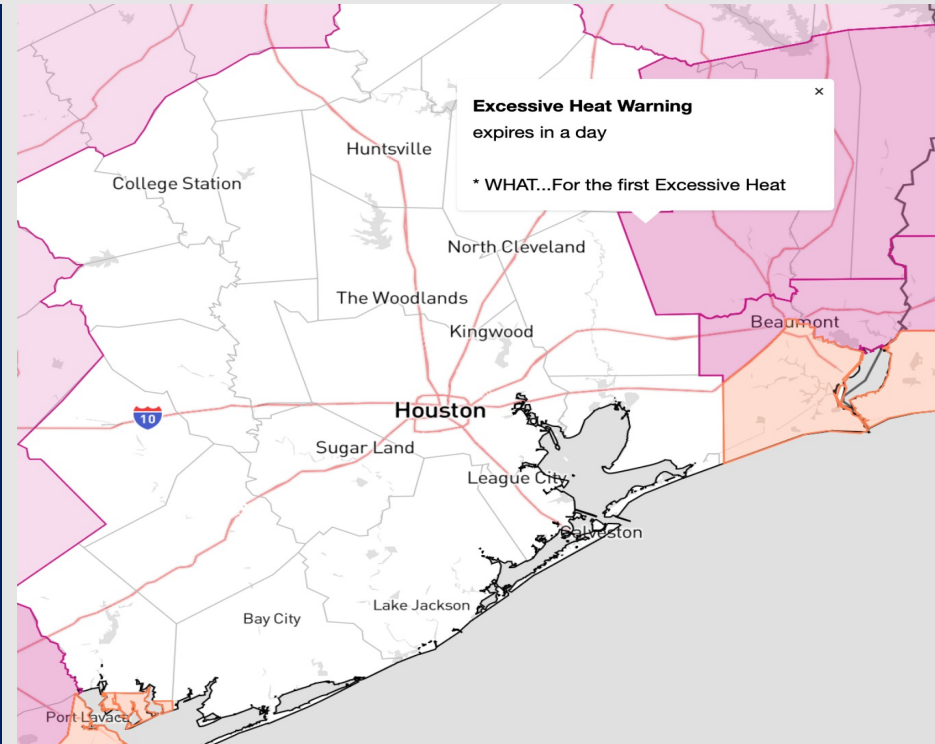 ×
Excessive Heat Warning
expires in a day
* WHAT...For the first Excessive Heat
Huntsville
College Station
North Cleveland
The Woodlands
Kingwood
Beaumont
Houston
10
Sugar Land
League City
Galveston
Lake Jackson
Bay City
Port Lavaca